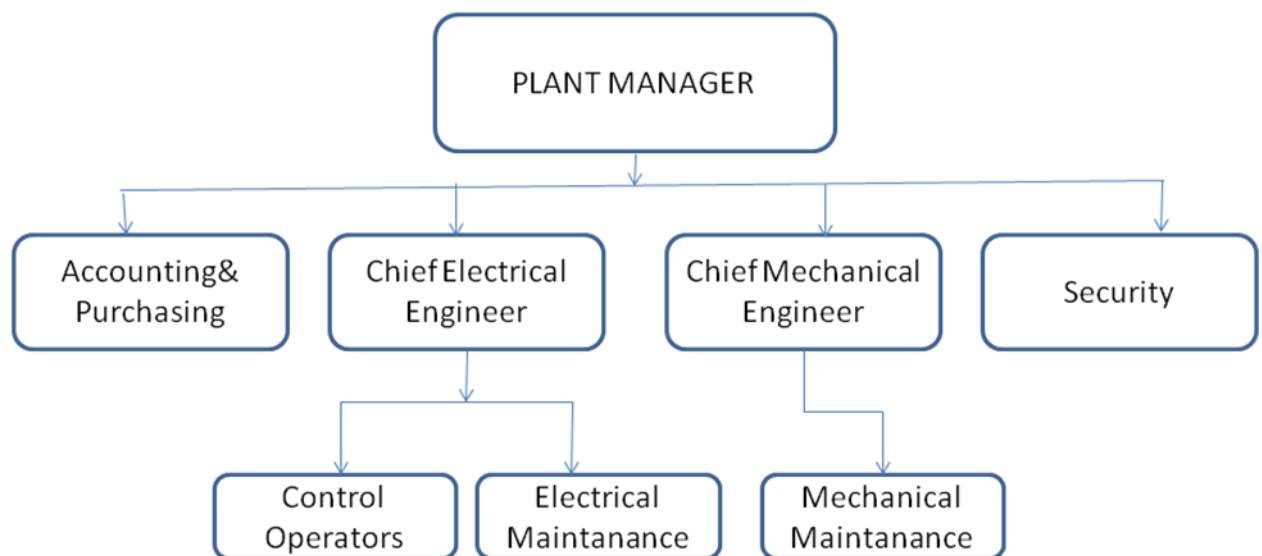 PLANT MANAGER
Accounting&
Purchasing
Chief Electrical
Engineer
Chief Mechanical
Engineer
Security
Control
Operators
Electrical
Maintanance
Mechanical
Maintanance